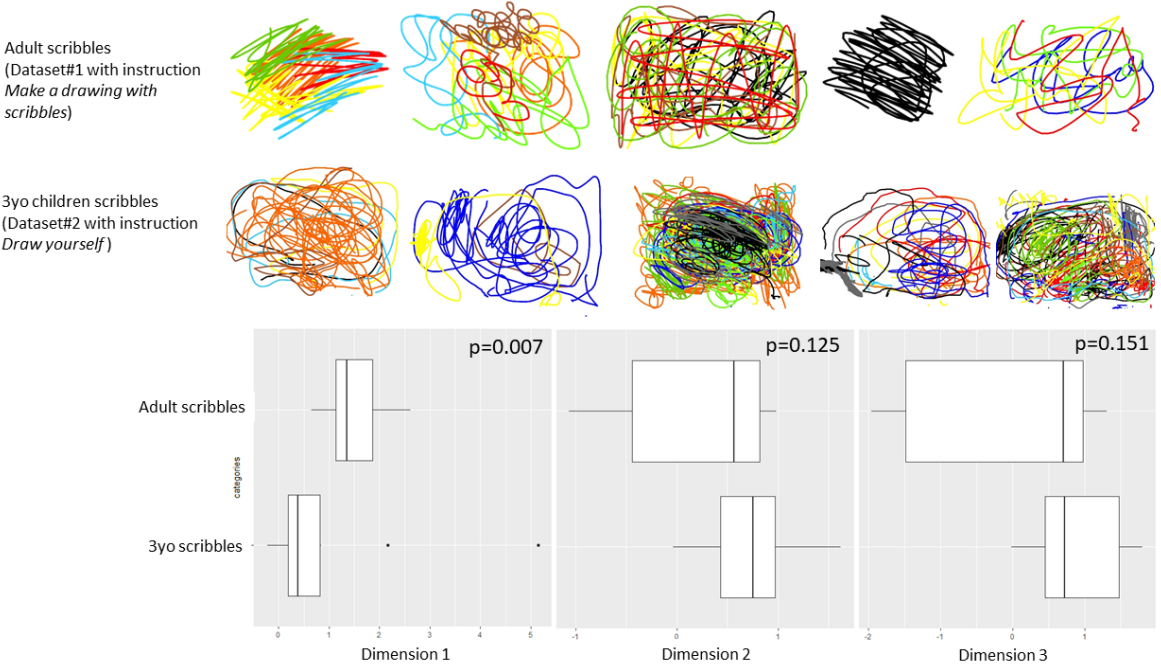 Adult scribbles
(Dataset#1 with instruction
Make a drawing with
scribbles)
3yo children scribbles
(Dataset#2 with instruction
Draw yourself )
p=0.007
p=0.125
p=0.151
Adult scribbles
categories
3yo scribbles
0 1 2 3 4 5
-1 0 1
-2 -1 0 1
Dimension 1
Dimension 2
Dimension 3